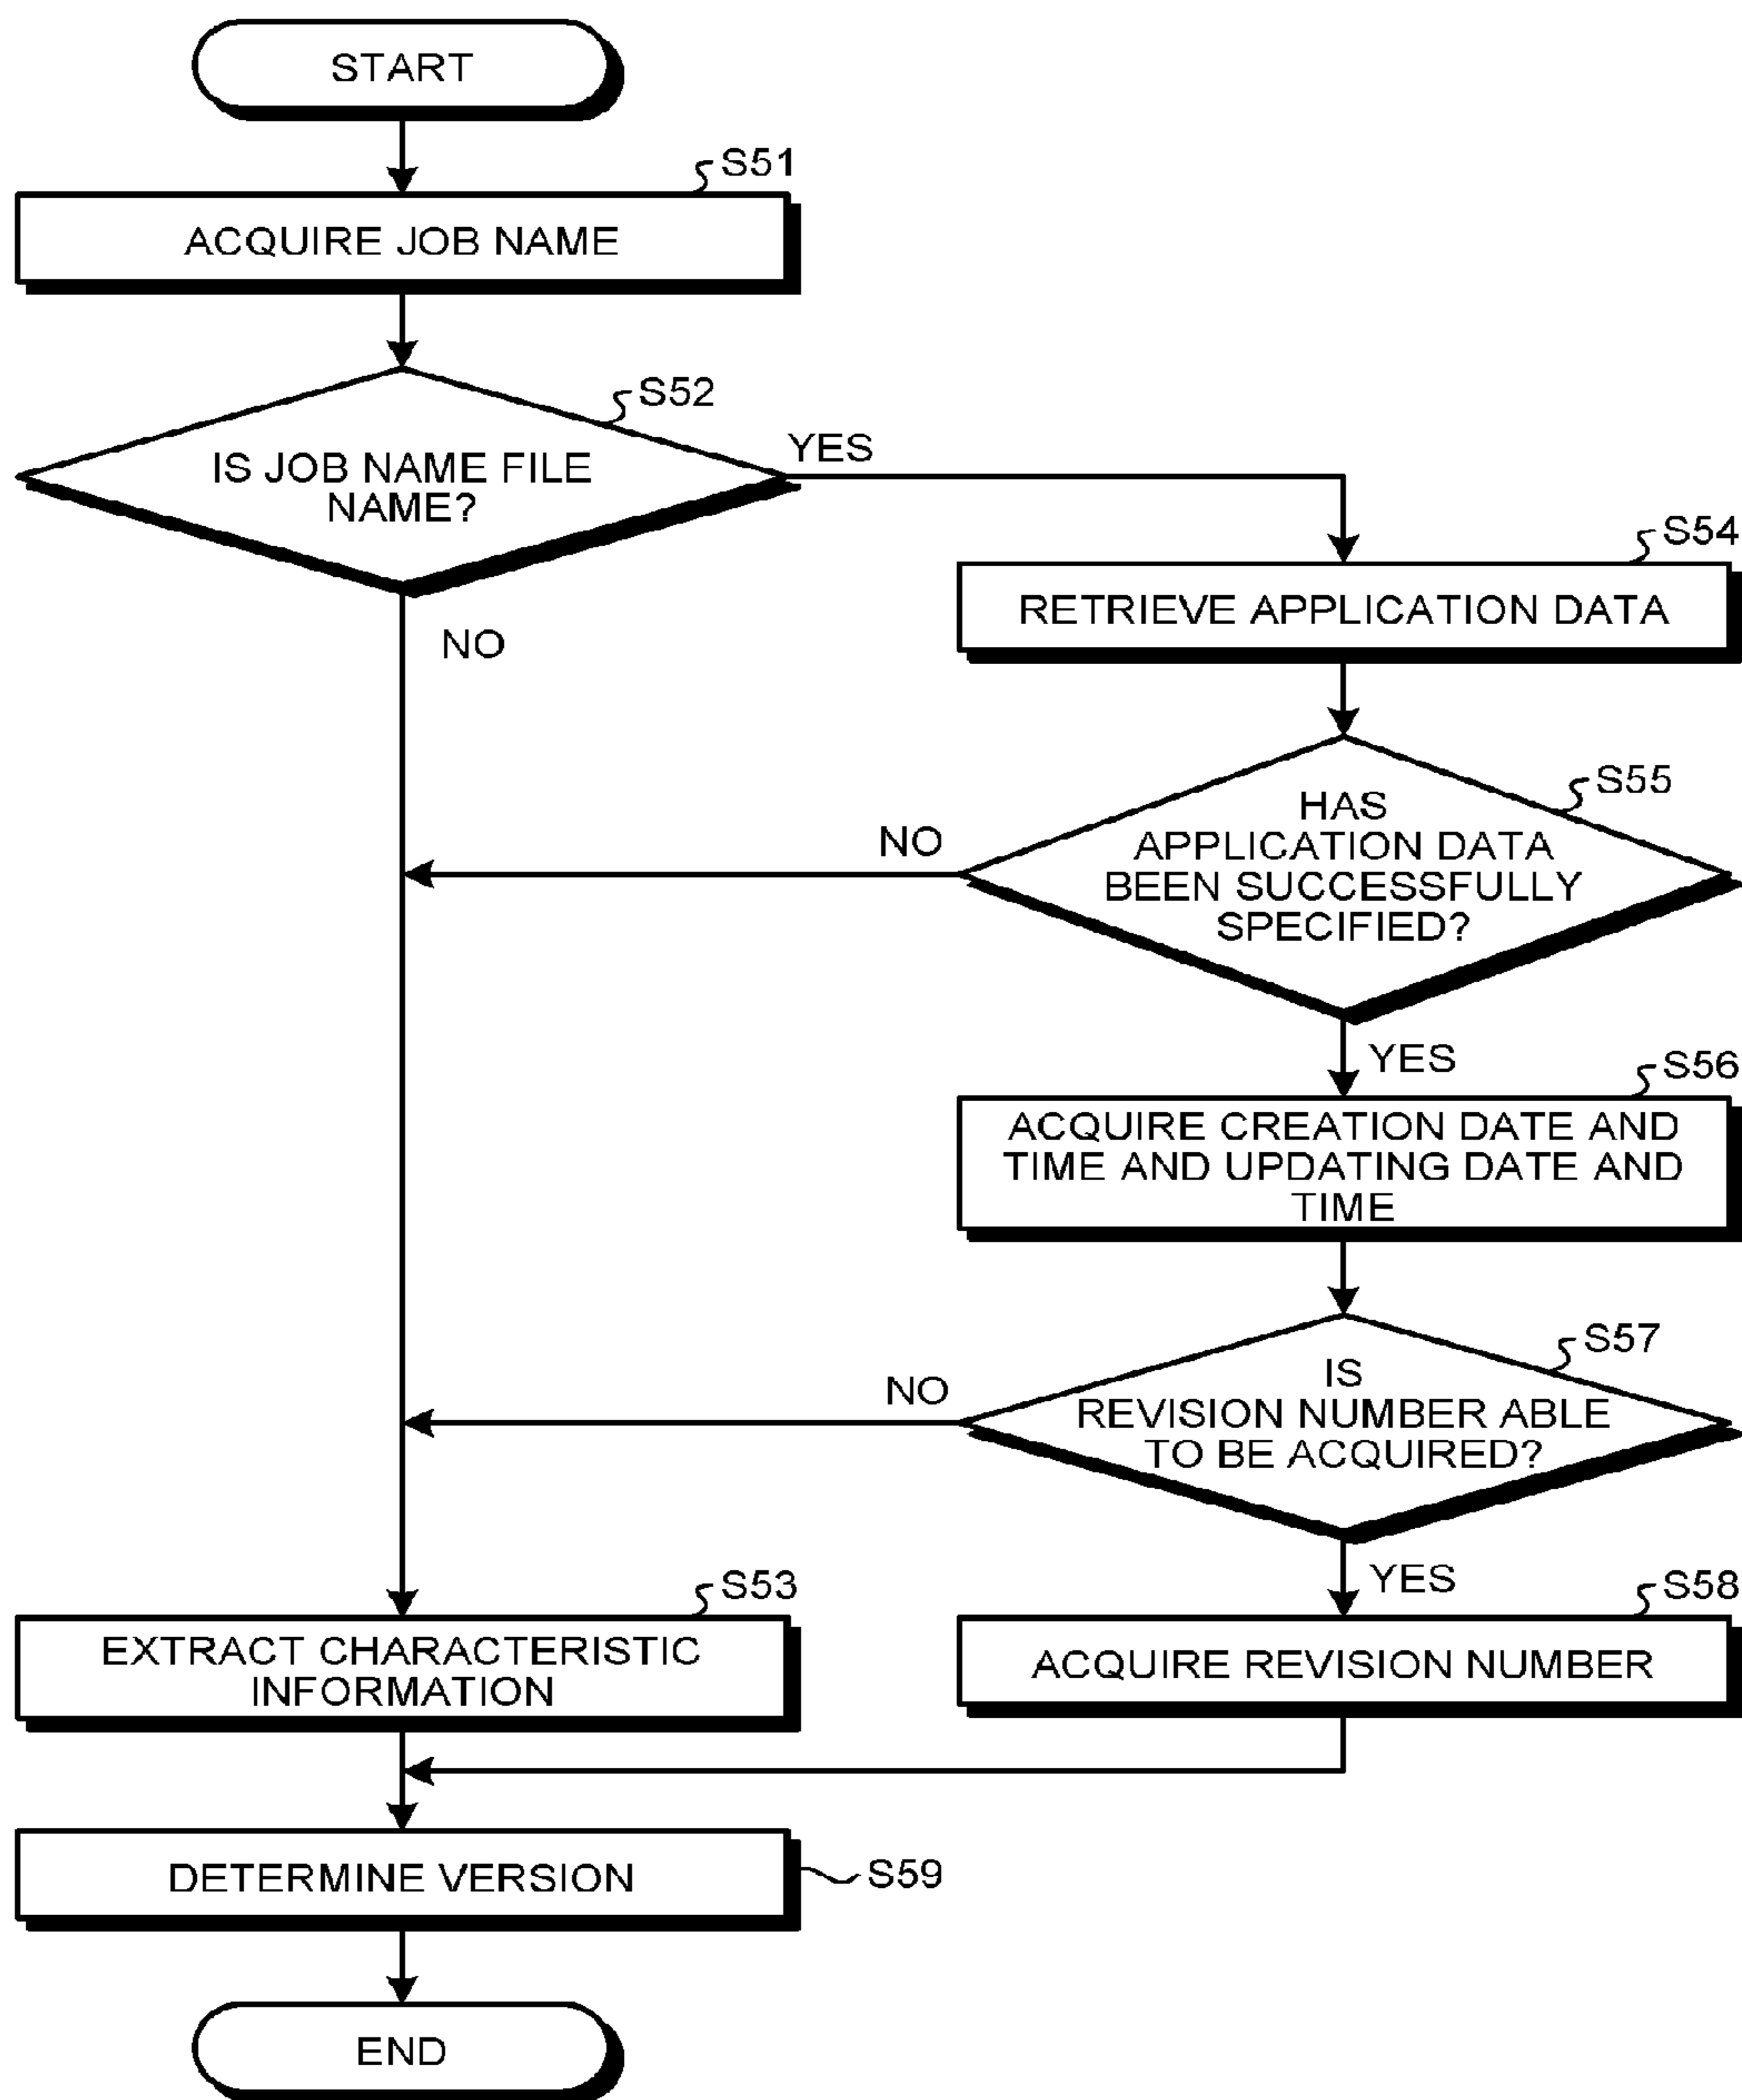 START
S51
ACQUIRE JOB NAME
S52
IS JOB NAME FILE
NAME?
YES
NO
S54
RETRIEVE APPLICATION DATA
S55
HAS
APPLICATION DATA
BEEN SUCCESSFULLY
SPECIFIED?
NO
YES
S56
ACQUIRE CREATION DATE AND
TIME AND UPDATING DATE AND
TIME
S57
IS
REVISION NUMBER ABLE
TO BE ACQUIRED?
NO
YES
S53
EXTRACT CHARACTERISTIC
INFORMATION
S58
ACQUIRE REVISION NUMBER
DETERMINE VERSION
S59
END